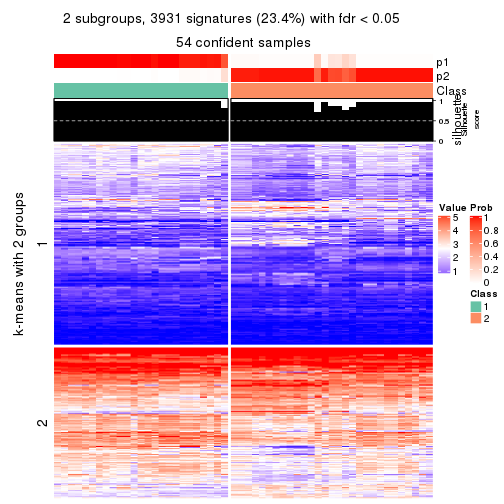 2 subgroups, 3931 signatures (23.4%) with fdr < 0.05
54 confident samples
p1
p2
Class
1
0.5
0
silhouette
Silhouette
score
k-means with 2 groups
1
2
Value
5
4
3
2
1
Prob
1
0.8
0.6
0.4
0.2
0
Class
1
2